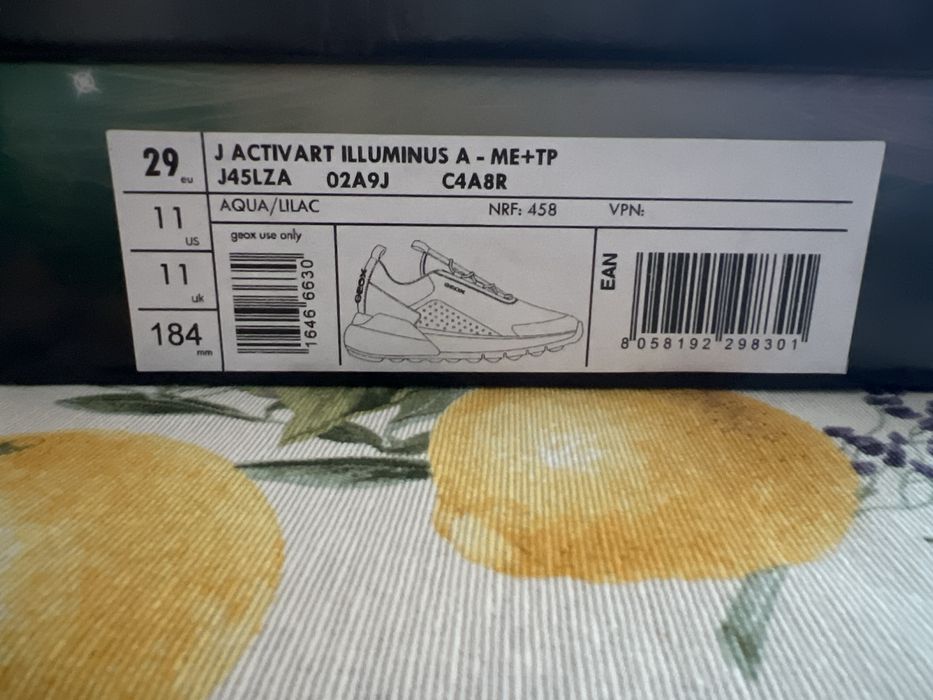 29 eu
J ACTIVART ILLUMINUS A - ME+TP
J45LZA 02A9J C4A8R
11 US
AQUA/LILAC NRF: 458 VPN:
11 uk
184 mm
geox use only
1646 6630
GEOX
GEOX
EAN
8 058192 298301